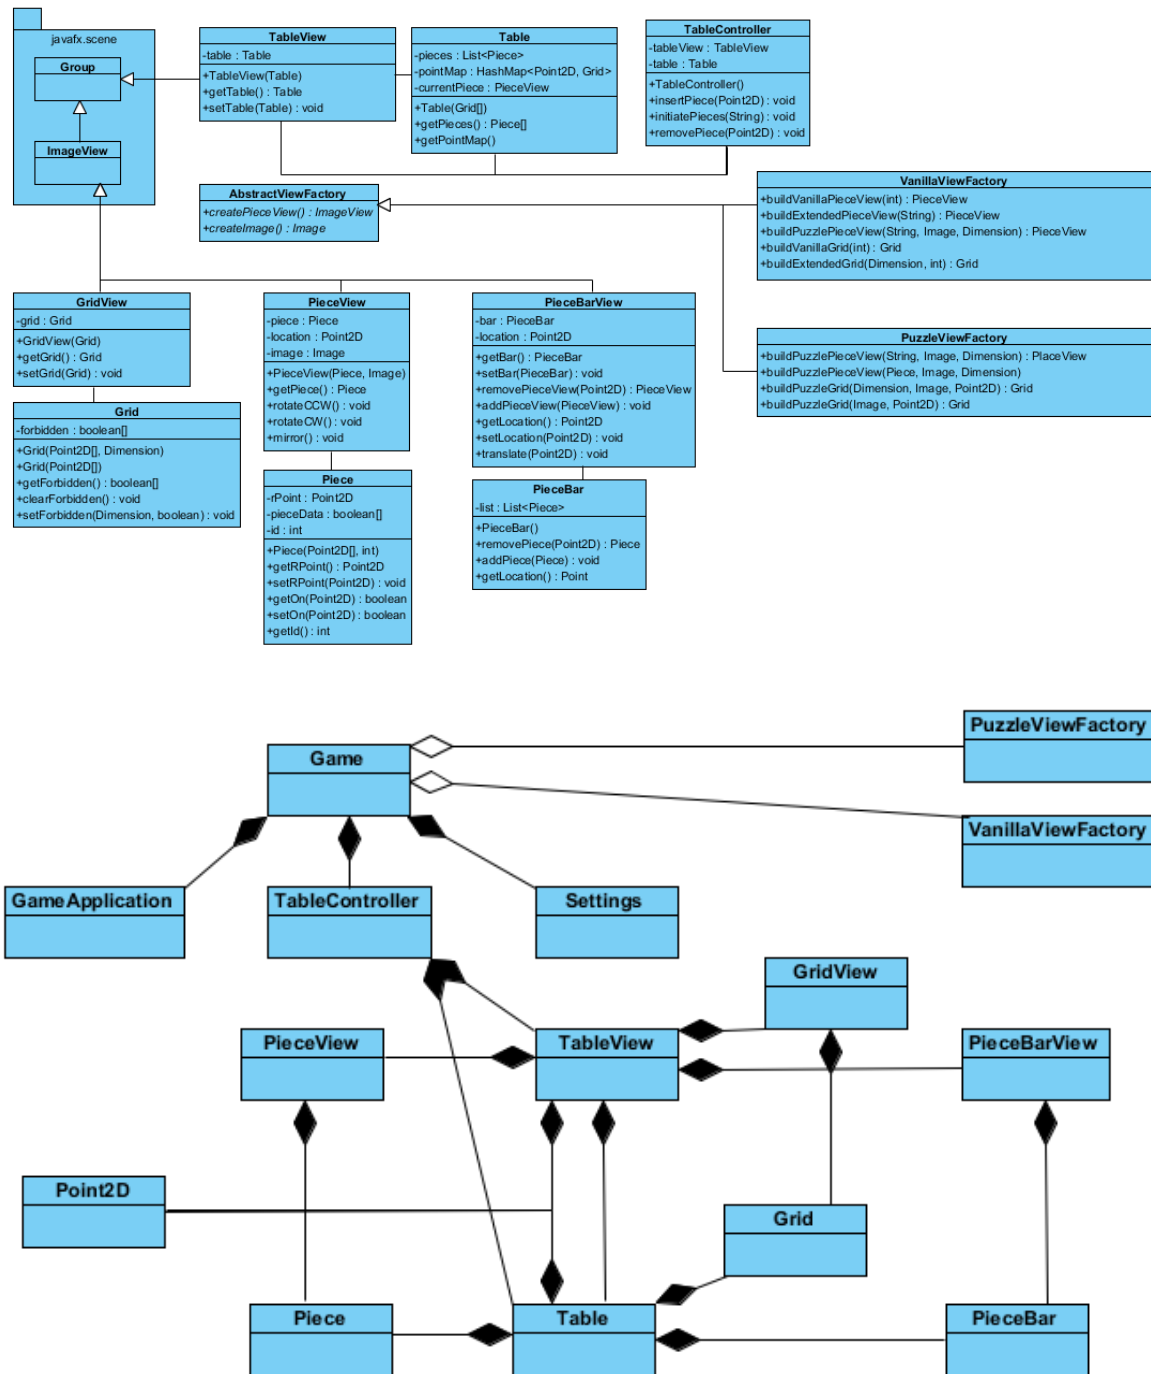 javafx.scene
Group
ImageView
TableView
-table : Table
+TableView(Table)
+getTable() : Table
+setTable(Table) : void
Table
-pieces : List<Piece>
-pointMap : HashMap<Point2D, Grid>
-currentPiece : PieceView
+Table(Grid[])
+getPieces() : Piece[]
+getPointMap()
TableController
-tableView : TableView
-table : Table
+TableController()
+insertPiece(Point2D) : void
+initiatePieces(String) : void
+removePiece(Point2D) : void
AbstractViewFactory
+createPieceView() : ImageView
+createImage() : Image
VanillaViewFactory
+buildVanillaPieceView(int) : PieceView
+buildExtendedPieceView(String) : PieceView
+buildPuzzlePieceView(String, Image, Dimension) : PieceView
+buildVanillaGrid(int) : Grid
+buildExtendedGrid(Dimension, int) : Grid
PuzzleViewFactory
+buildPuzzlePieceView(String, Image, Dimension) : PlaceView
+buildPuzzlePieceView(Piece, Image, Dimension)
+buildPuzzleGrid(Dimension, Image, Point2D) : Grid
+buildPuzzleGrid(Image, Point2D) : Grid
GridView
-grid : Grid
+GridView(Grid)
+getGrid() : Grid
+setGrid(Grid) : void
Grid
-forbidden : boolean[]
+Grid(Point2D[], Dimension)
+Grid(Point2D[])
+getForbidden() : boolean[]
+clearForbidden() : void
+setForbidden(Dimension, boolean) : void
PieceView
-piece : Piece
-location : Point2D
-image : Image
+PieceView(Piece, Image)
+getPiece() : Piece
+rotateCCW() : void
+rotateCW() : void
+mirror() : void
Piece
-rPoint : Point2D
-pieceData : boolean[]
-id : int
+Piece(Point2D[], int)
+getRPoint() : Point2D
+setRPoint(Point2D) : void
+getOn(Point2D) : boolean
+setOn(Point2D) : boolean
+getId() : int
PieceBarView
-bar : PieceBar
-location : Point2D
+getBar() : PieceBar
+setBar(PieceBar) : void
+removePieceView(Point2D) : PieceView
+addPieceView(PieceView) : void
+getLocation() : Point2D
+setLocation(Point2D) : void
+translate(Point2D) : void
PieceBar
-list : List<Piece>
+PieceBar()
+removePiece(Point2D) : Piece
+addPiece(Piece) : void
+getLocation() : Point
PuzzleViewFactory
Game
VanillaViewFactory
GameApplication
TableController
Settings
GridView
PieceView
TableView
PieceBarView
Point2D
Grid
Piece
Table
PieceBar